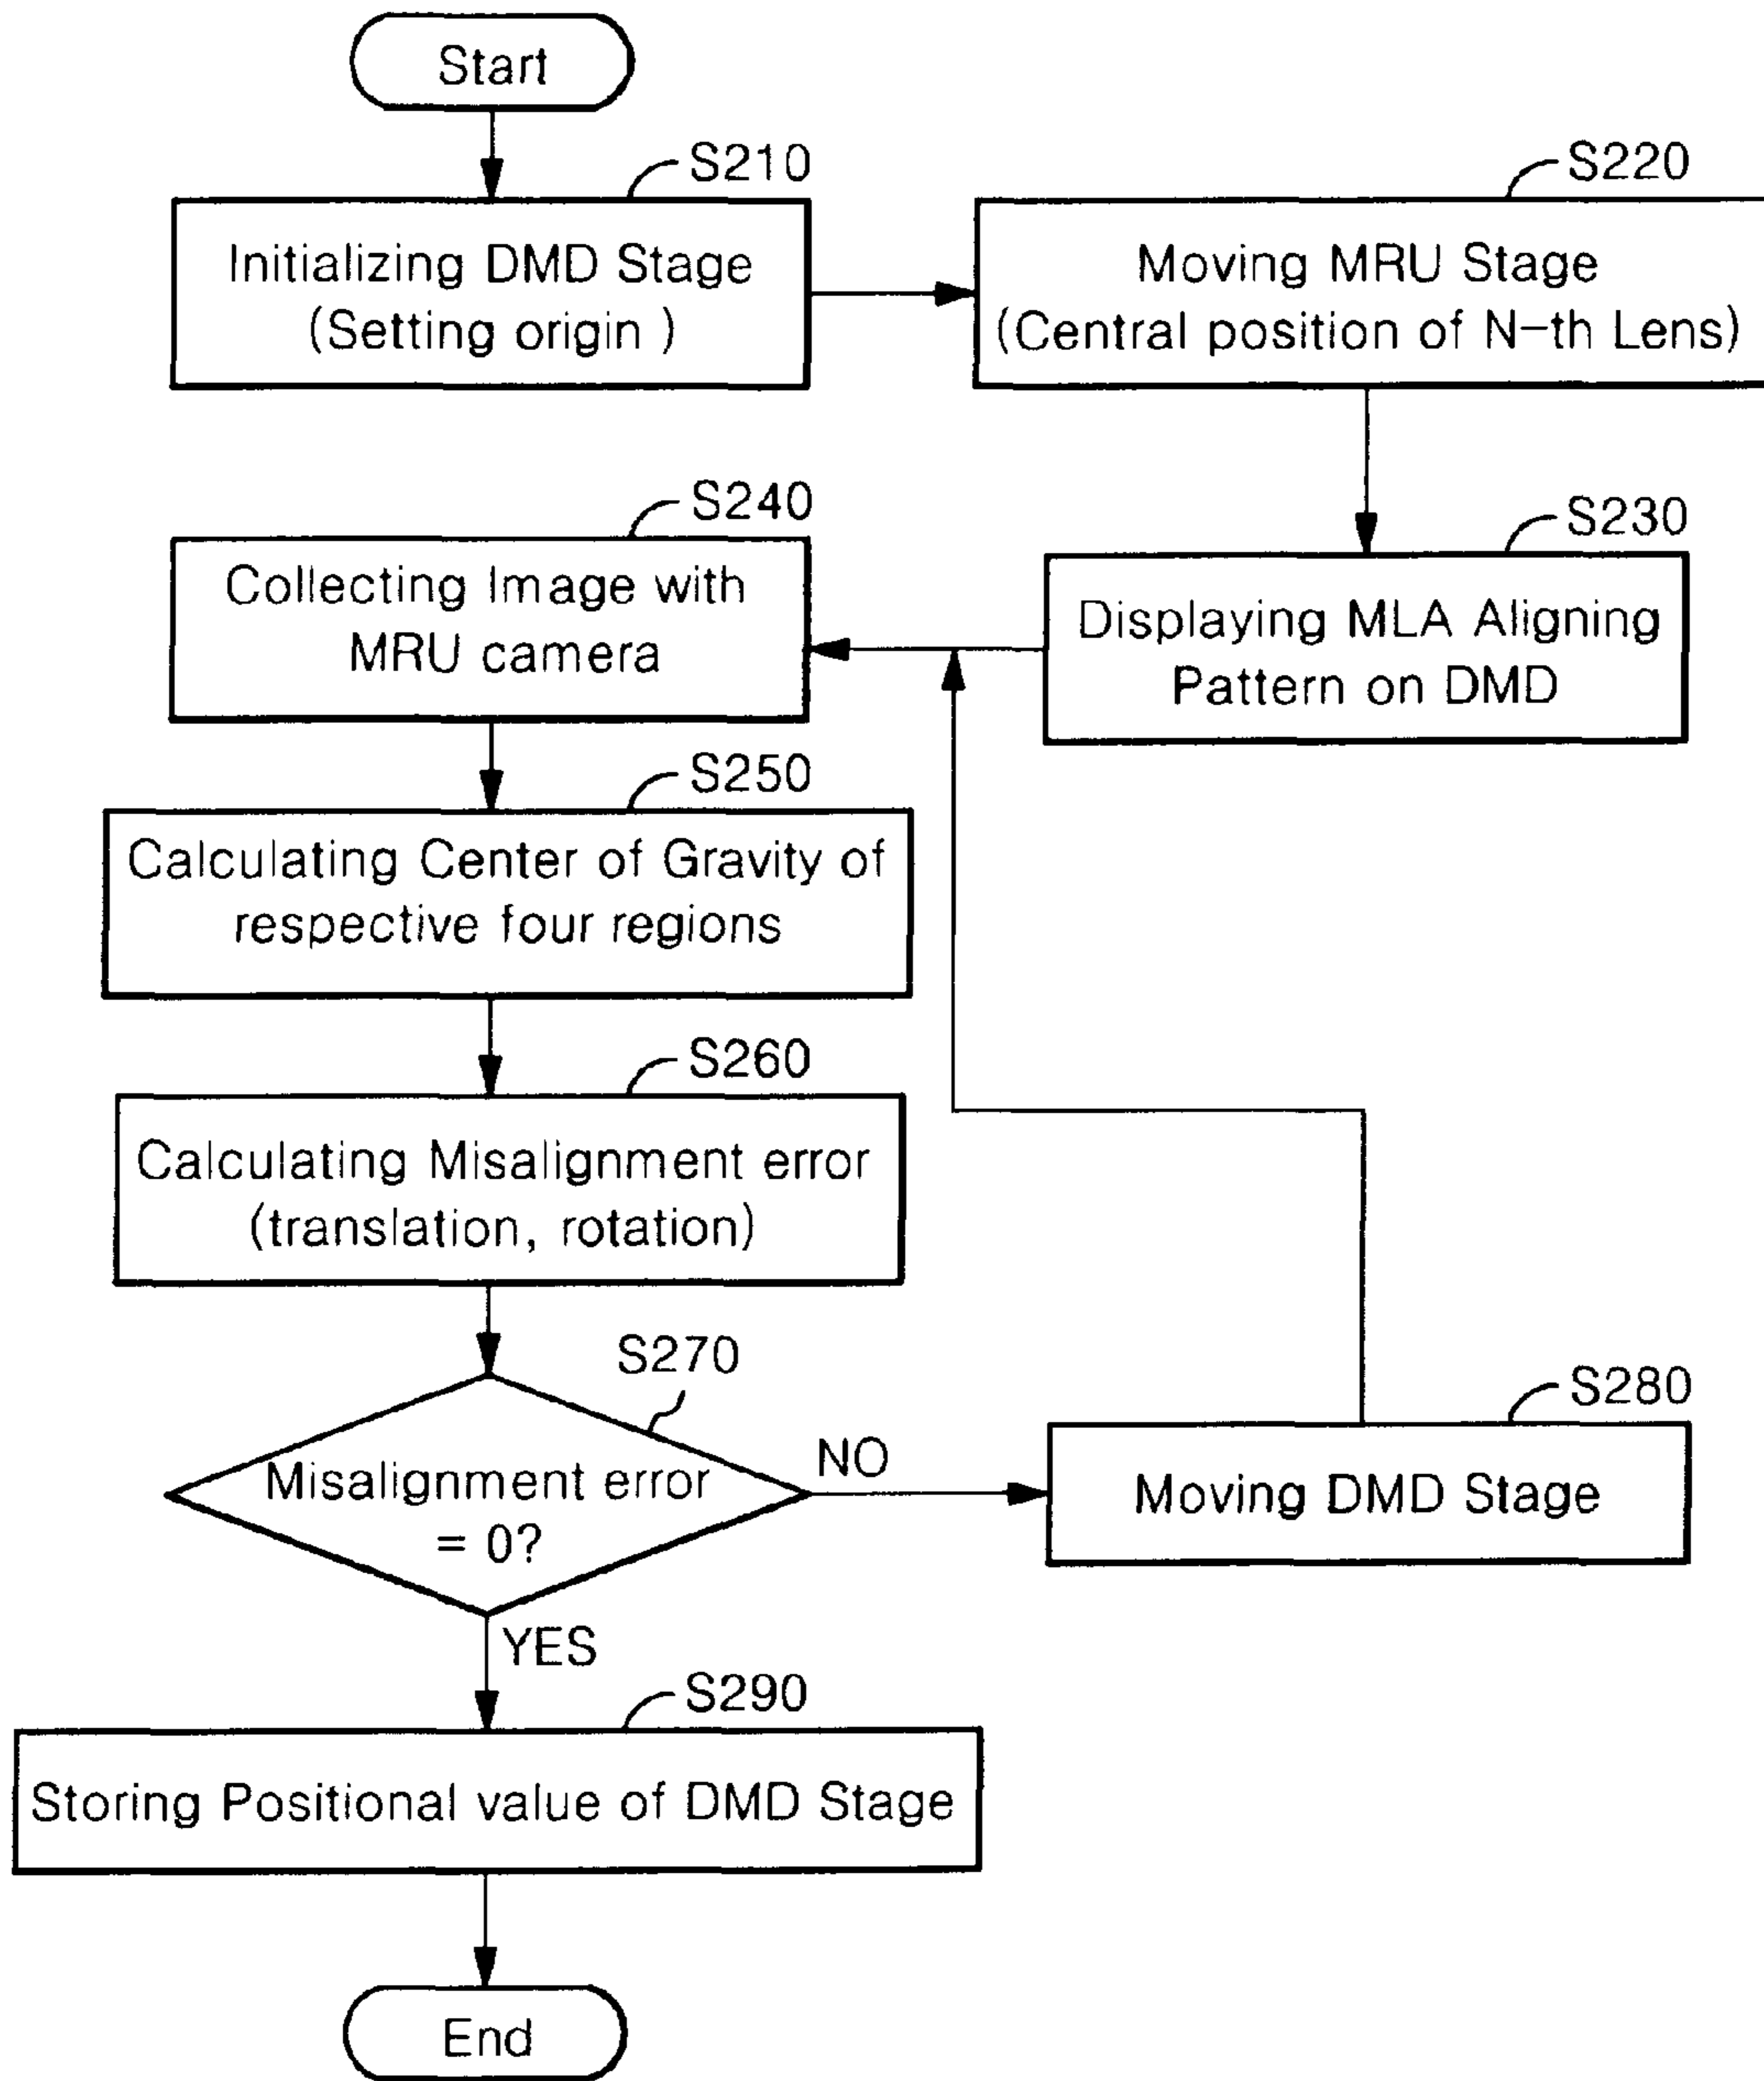 Start
S210
Initializing DMD Stage
(Setting origin )
S220
Moving MRU Stage
(Central position of N-th Lens)
S230
Displaying MLA Aligning
Pattern on DMD
S240
Collecting Image with
MRU camera
S250
Calculating Center of Gravity of
respective four regions
S260
Calculating Misalignment error
(translation, rotation)
S270
Misalignment error
= 0?
NO
S280
Moving DMD Stage
YES
S290
Storing Positional value of DMD Stage
End